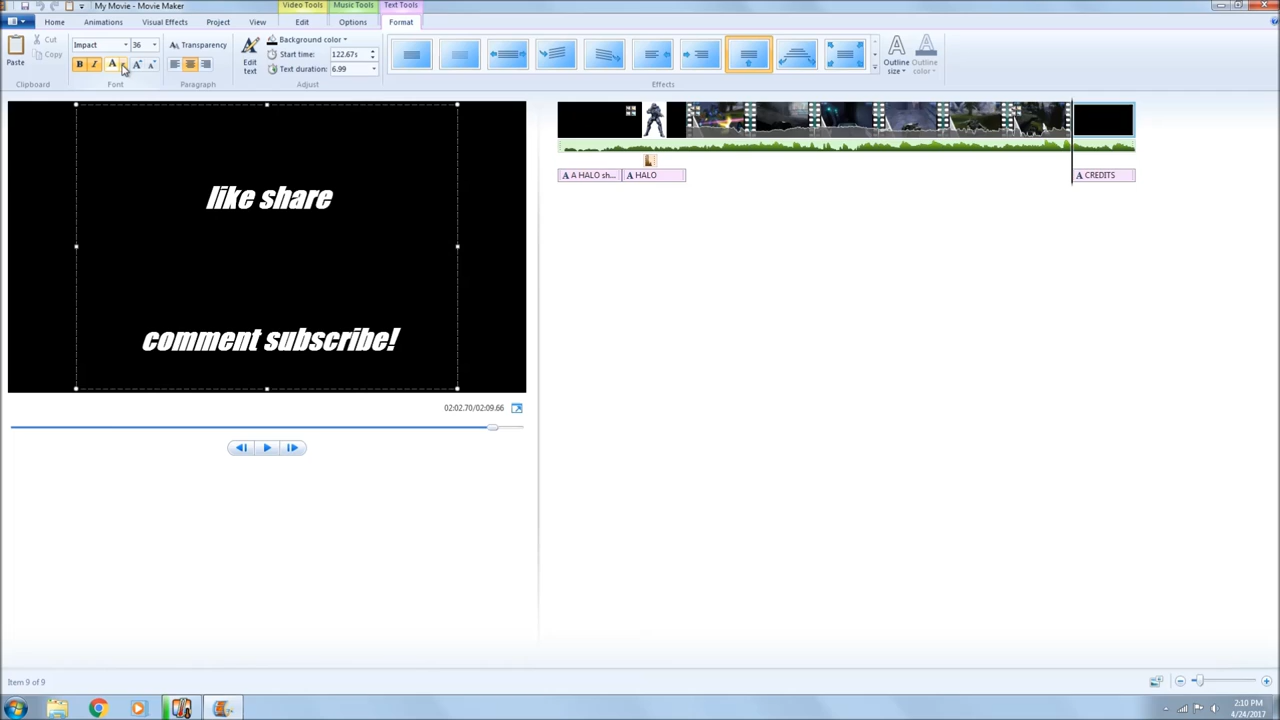 My Movie - Movie Maker
Video Tools Music Tools Text Tools
Home Animations Visual Effects Project View Edit Options Format
Paste
Cut
Copy
Clipboard
Impact 36
B I A A A
Font
Transparency
Paragraph
Edit text
Background color
Start time: 122.67s
Text duration: 6.99
Adjust
Effects
Outline size
Outline color
like share
comment subscribe!
A A HALO sh... A HALO A CREDITS
02:02.70/02:09.66
Item 9 of 9
2:10 PM
4/24/2017